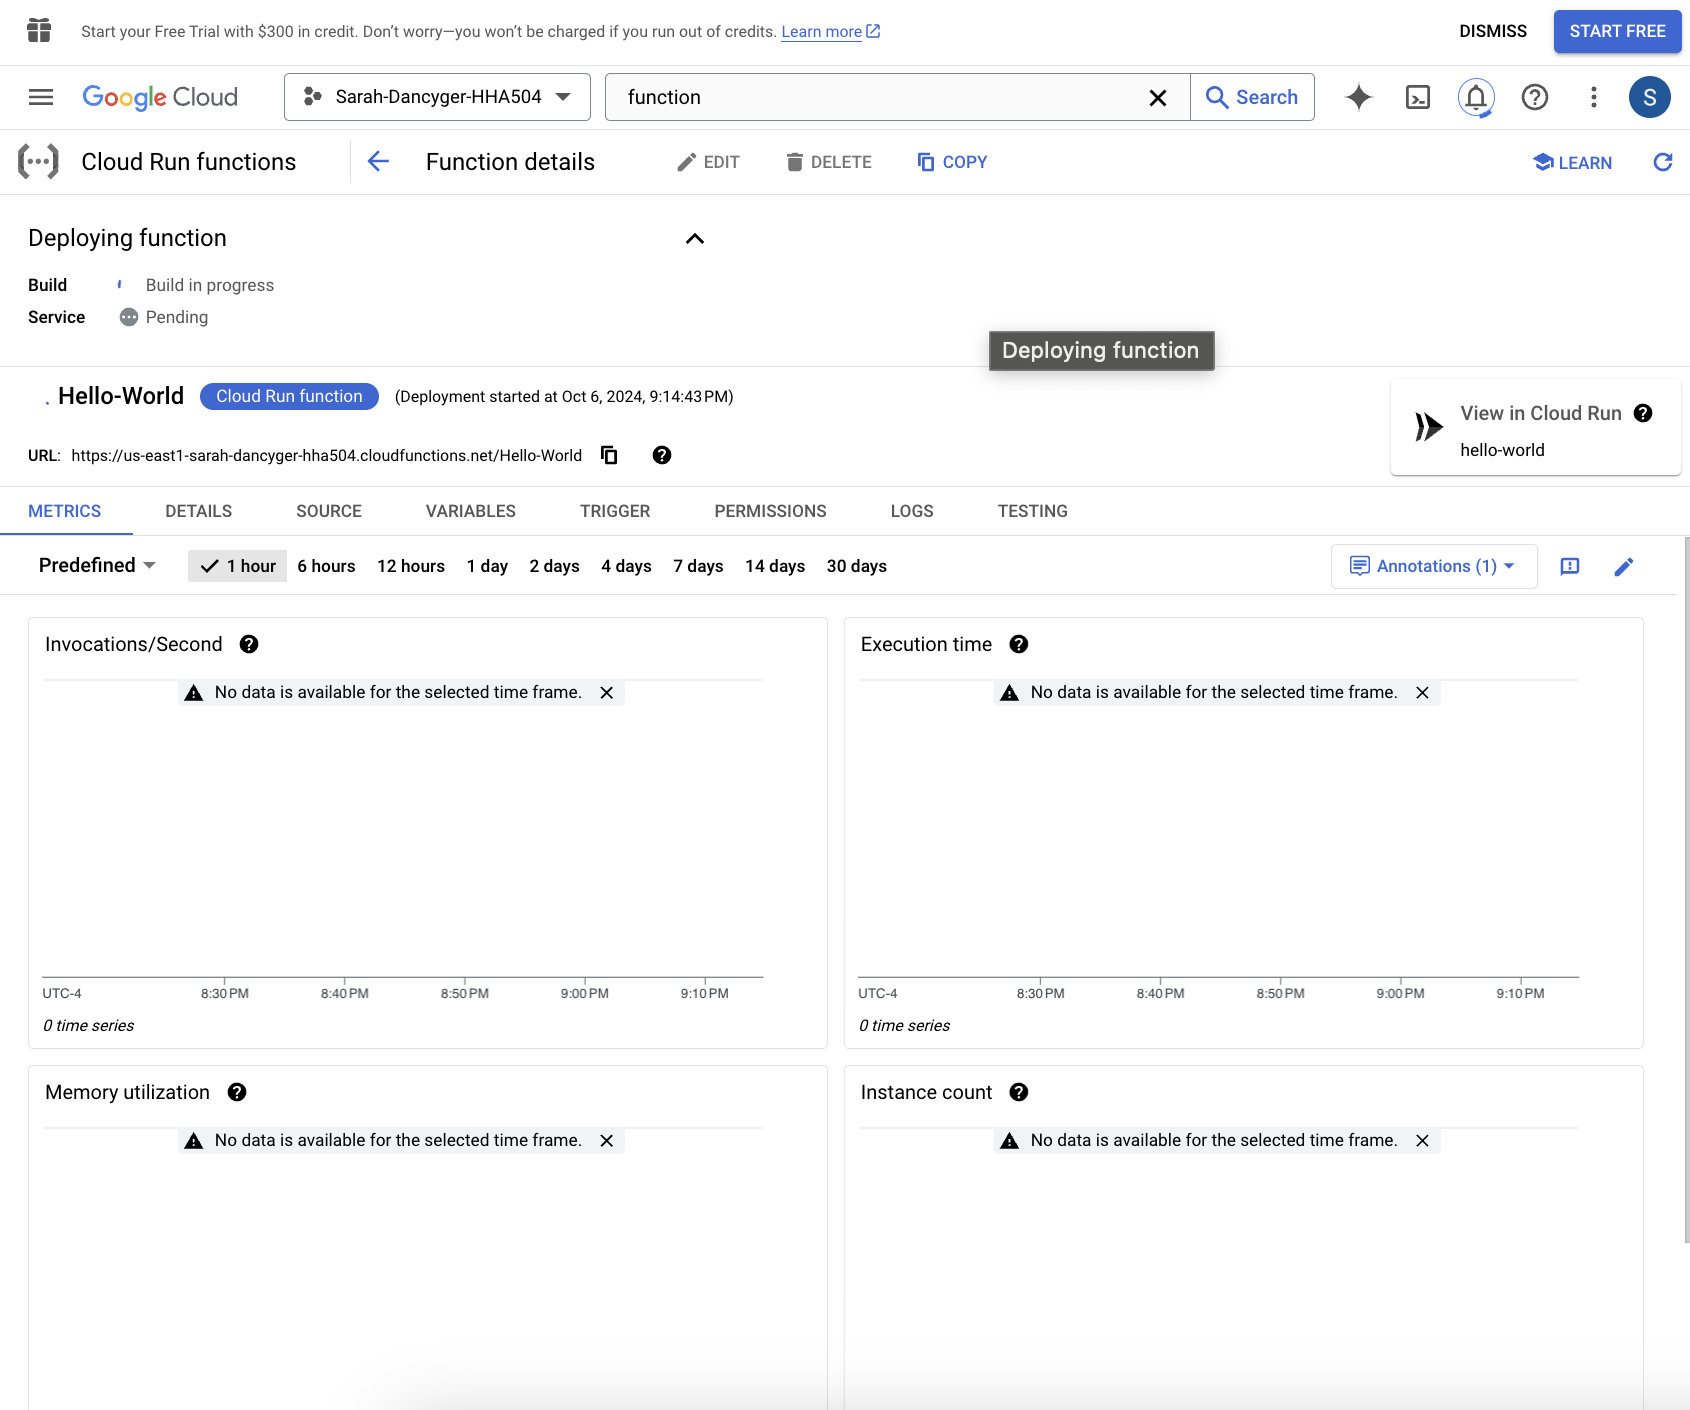 Start your Free Trial with $300 in credit. Don't worry—you won't be charged if you run out of credits. Learn more
DISMISS
START FREE
Google Cloud
Sarah-Dancyger-HHA504
function
Search
S
Cloud Run functions
Function details
EDIT
DELETE
COPY
LEARN
Deploying function
Build Build in progress
Service Pending
Deploying function
Hello-World
Cloud Run function
(Deployment started at Oct 6, 2024, 9:14:43 PM)
View in Cloud Run
hello-world
URL: https://us-east1-sarah-dancyger-hha504.cloudfunctions.net/Hello-World
METRICS DETAILS SOURCE VARIABLES TRIGGER PERMISSIONS LOGS TESTING
Predefined 1 hour 6 hours 12 hours 1 day 2 days 4 days 7 days 14 days 30 days
Annotations (1)
Invocations/Second
No data is available for the selected time frame.
UTC-4 8:30 PM 8:40 PM 8:50 PM 9:00 PM 9:10 PM
0 time series
Execution time
No data is available for the selected time frame.
UTC-4 8:30 PM 8:40 PM 8:50 PM 9:00 PM 9:10 PM
0 time series
Memory utilization
No data is available for the selected time frame.
Instance count
No data is available for the selected time frame.